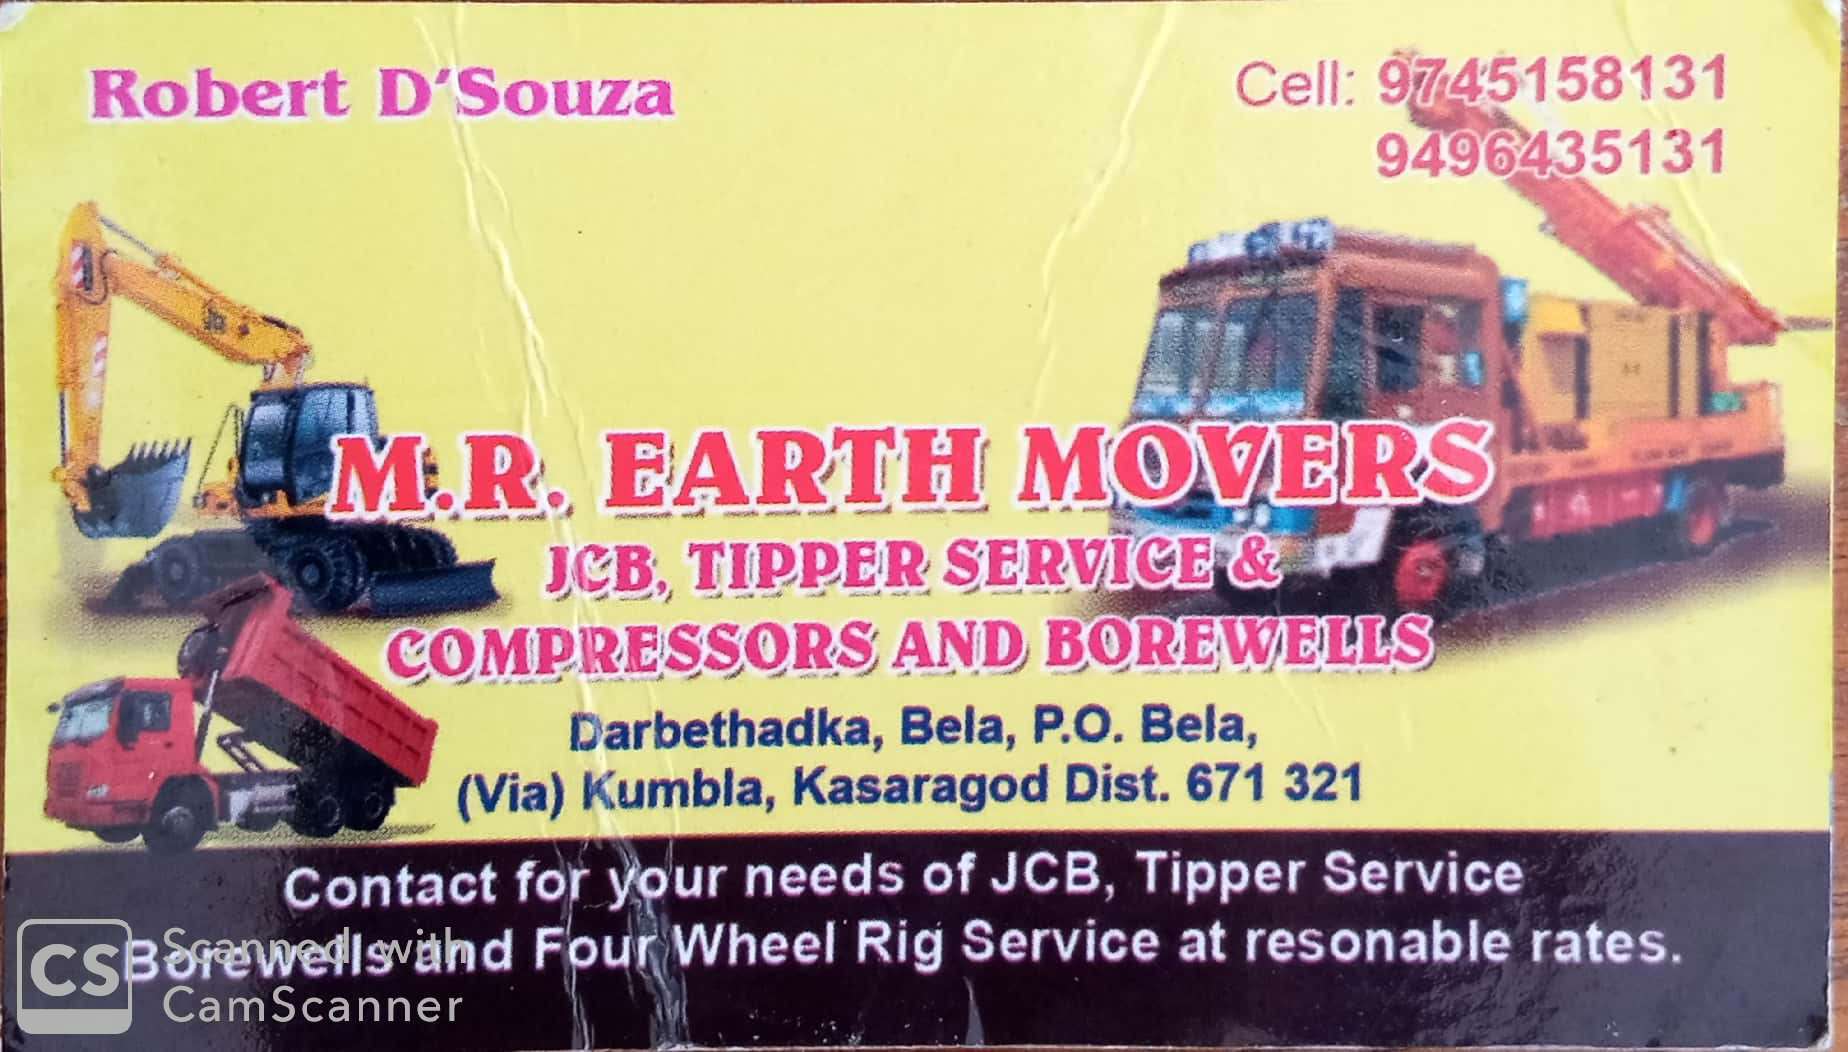 Robert D'Souza
Cell: 9745158131
9496435131
M.R. EARTH MOVERS
JCB, TIPPER SERVICE &
COMPRESSORS AND BOREWELLS
Darbethadka, Bela, P.O. Bela,
(Via) Kumbla, Kasaragod Dist. 671 321
Contact for your needs of JCB, Tipper Service
Borewells and Four Wheel Rig Service at resonable rates.
CS Scanned with
CamScanner